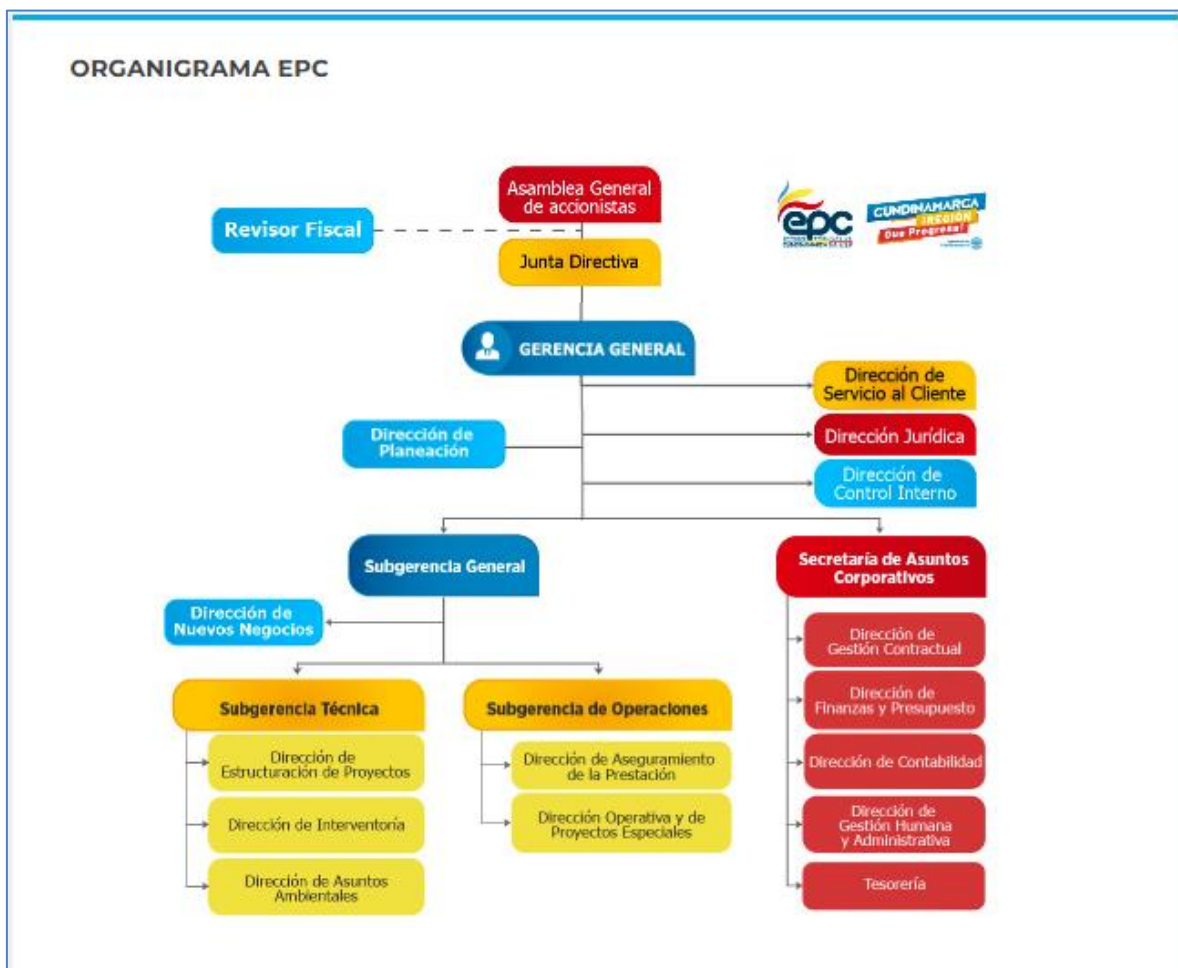 ORGANIGRAMA EPC
Asamblea General
de accionistas
Revisor Fiscal
Junta Directiva
epc
CUNDINAMARCA
¡REGIÓN
Que Progresa!
GERENCIA GENERAL
Dirección de
Servicio al Cliente
Dirección de
Planeación
Dirección Jurídica
Dirección de
Control Interno
Subgerencia General
Secretaría de Asuntos
Corporativos
Dirección de
Nuevos Negocios
Dirección de
Gestión Contractual
Subgerencia Técnica
Subgerencia de Operaciones
Dirección de
Finanzas y Presupuesto
Dirección de
Estructuración de Proyectos
Dirección de Aseguramiento
de la Prestación
Dirección de Contabilidad
Dirección de Interventoría
Dirección Operativa y de
Proyectos Especiales
Dirección de
Gestión Humana
y Administrativa
Dirección de Asuntos
Ambientales
Tesorería